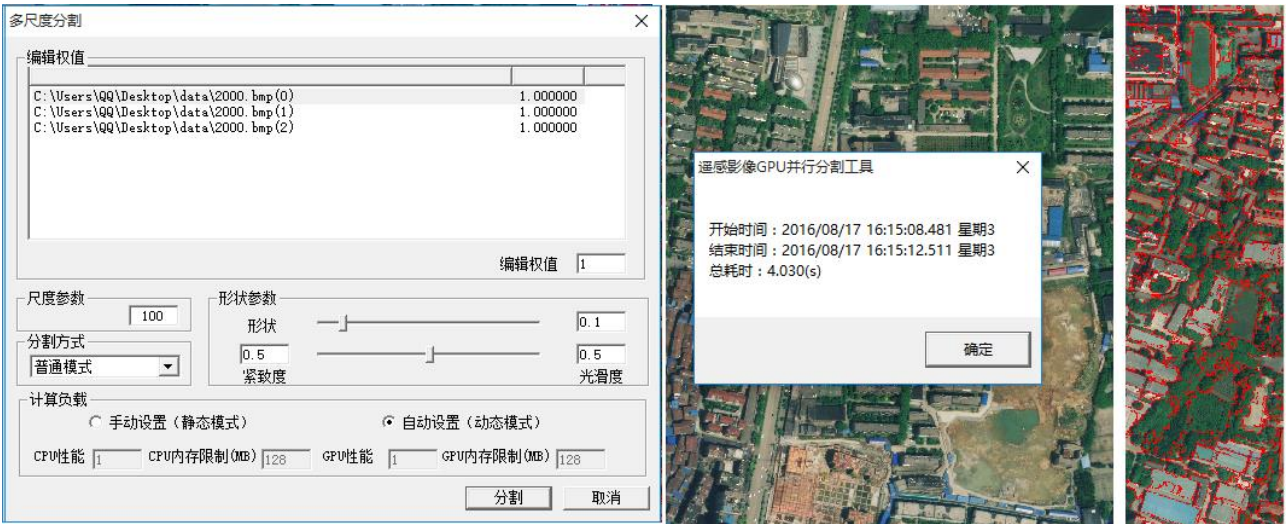 多尺度分割
编辑权值
C:\Users\QQ\Desktop\data\2000.bmp(0) 1.000000
C:\Users\QQ\Desktop\data\2000.bmp(1) 1.000000
C:\Users\QQ\Desktop\data\2000.bmp(2) 1.000000
编辑权值 1
尺度参数
100
分割方式
普通模式
形状参数
形状 0.1
0.5 0.5
紧致度 光滑度
计算负载
手动设置（静态模式） 自动设置（动态模式）
CPU性能 1 CPU内存限制(MB) 128 GPU性能 1 GPU内存限制(MB) 128
分割 取消
遥感影像GPU并行分割工具
开始时间：2016/08/17 16:15:08.481 星期3
结束时间：2016/08/17 16:15:12.511 星期3
总耗时：4.030(s)
确定